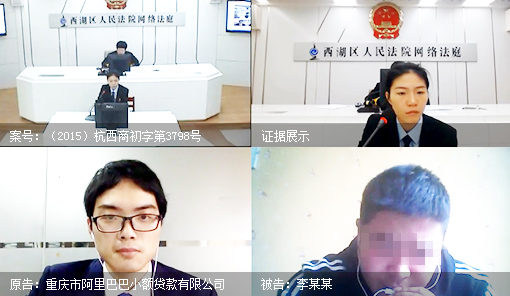 西湖区人民法院网络法庭
西湖区人民法院网络法庭
案号:（2015）杭西商初字第3798号
证据展示
原告: 重庆市阿里巴巴小额贷款有限公司
被告: 李某某